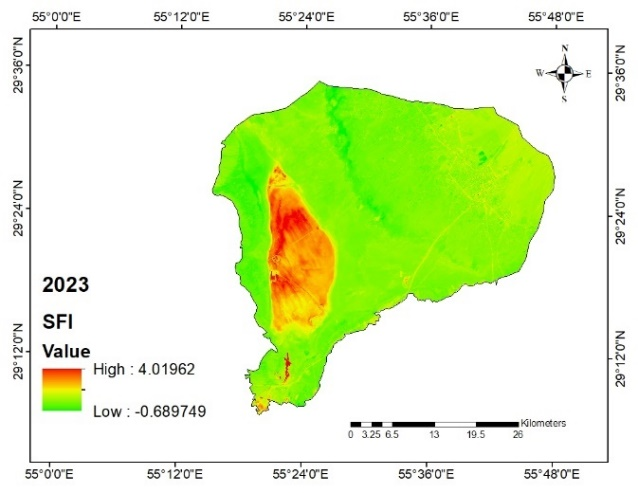 55°0'0"E 55°12'0"E 55°24'0"E 55°36'0"E 55°48'0"E
29°36'0"N 29°36'0"N
N
W E
S
29°24'0"N 29°24'0"N
2023
SFI
Value
High : 4.01962
Low : -0.689749
29°12'0"N 29°12'0"N
Kilometers
0 3.25 6.5 13 19.5 26
55°0'0"E 55°12'0"E 55°24'0"E 55°36'0"E 55°48'0"E